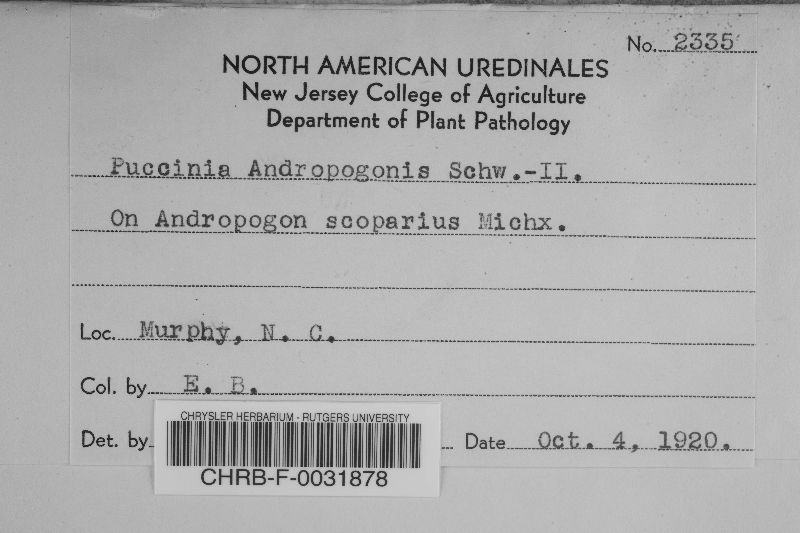 No. 2335
NORTH AMERICAN UREDINALES
New Jersey College of Agriculture
Department of Plant Pathology
Puccinia Andropogonis Schw.-II.
On Andropogon scoparius Michx.
Loc. Murphy, N. C.
Col. by E. B.
Det. by Date Oct. 4, 1920.
CHRYSLER HERBARIUM - RUTGERS UNIVERSITY
CHRB-F-0031878